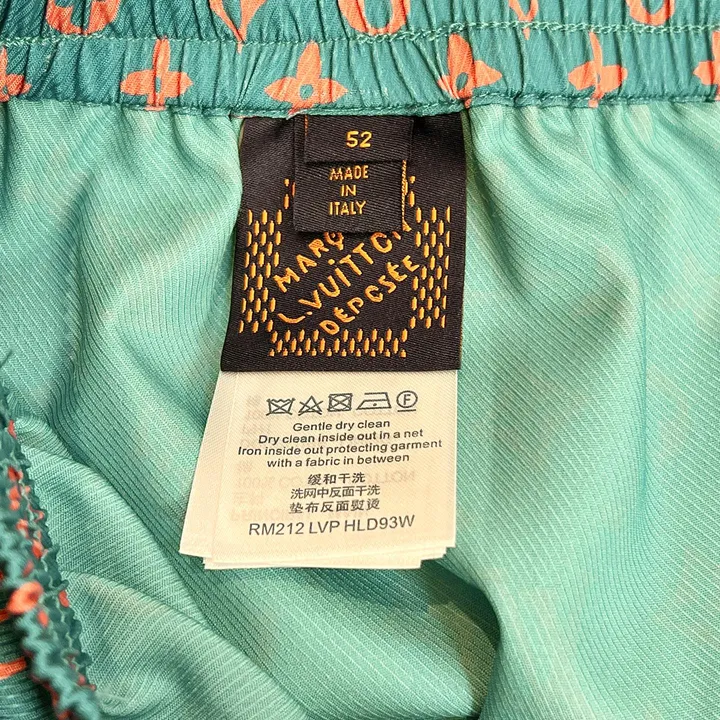 52
MADE
IN
ITALY
L.VUITTON
DÉPOSÉE
F
Gentle dry clean
Dry clean inside out in a net
Iron inside out protecting garment
with a fabric in between
缓和干洗
洗网中反面干洗
垫布反面熨烫
RM212 LVP HLD93W